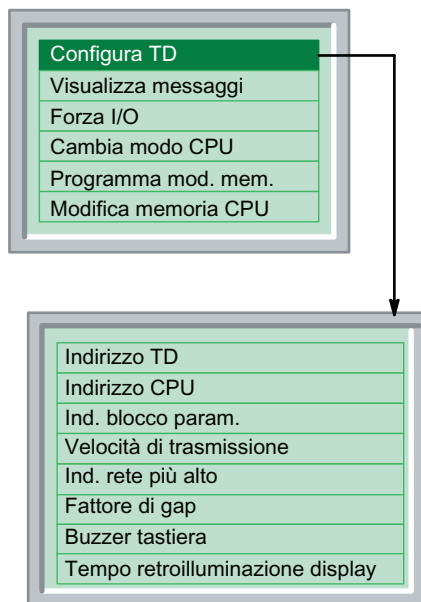 Configura TD
Visualizza messaggi
Forza I/O
Cambia modo CPU
Programma mod. mem.
Modifica memoria CPU
Indirizzo TD
Indirizzo CPU
Ind. blocco param.
Velocità di trasmissione
Ind. rete più alto
Fattore di gap
Buzzer tastiera
Tempo retroilluminazione display